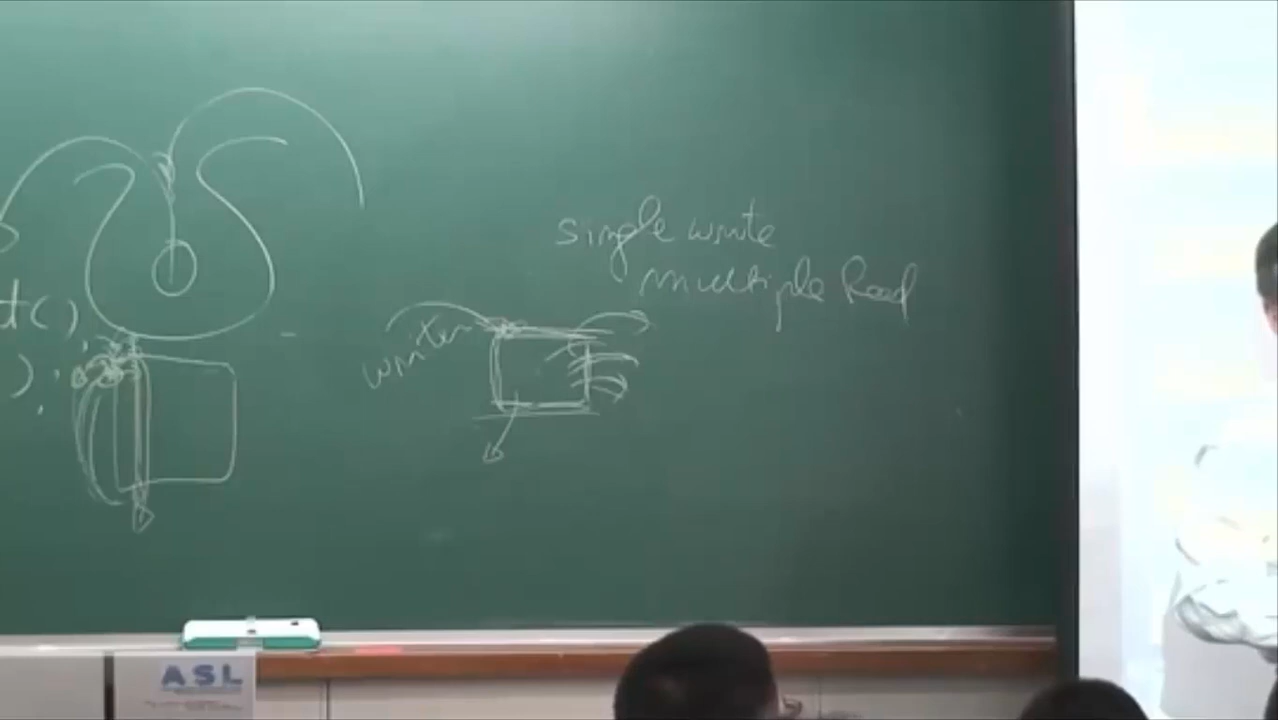 single write
multiple Read
t();
writer
);
ASL